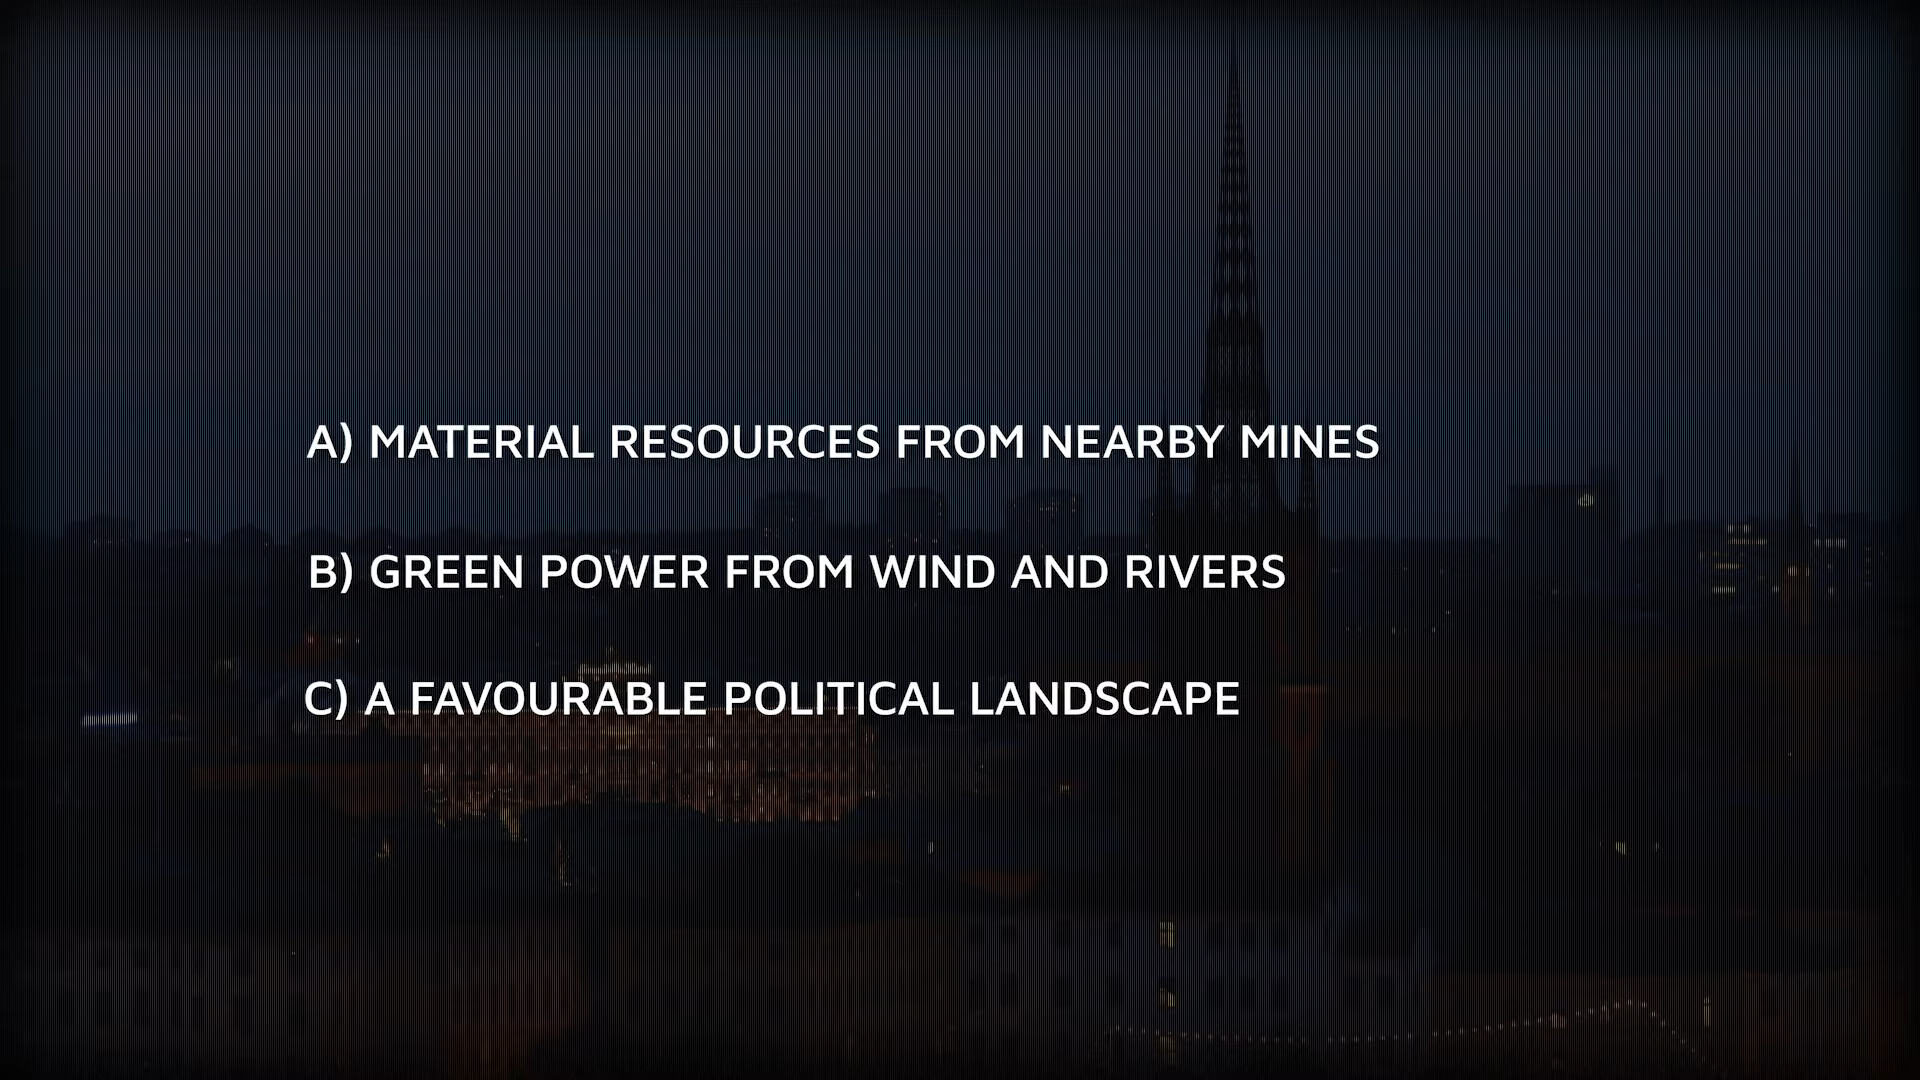 A) MATERIAL RESOURCES FROM NEARBY MINES
B) GREEN POWER FROM WIND AND RIVERS
C) A FAVOURABLE POLITICAL LANDSCAPE